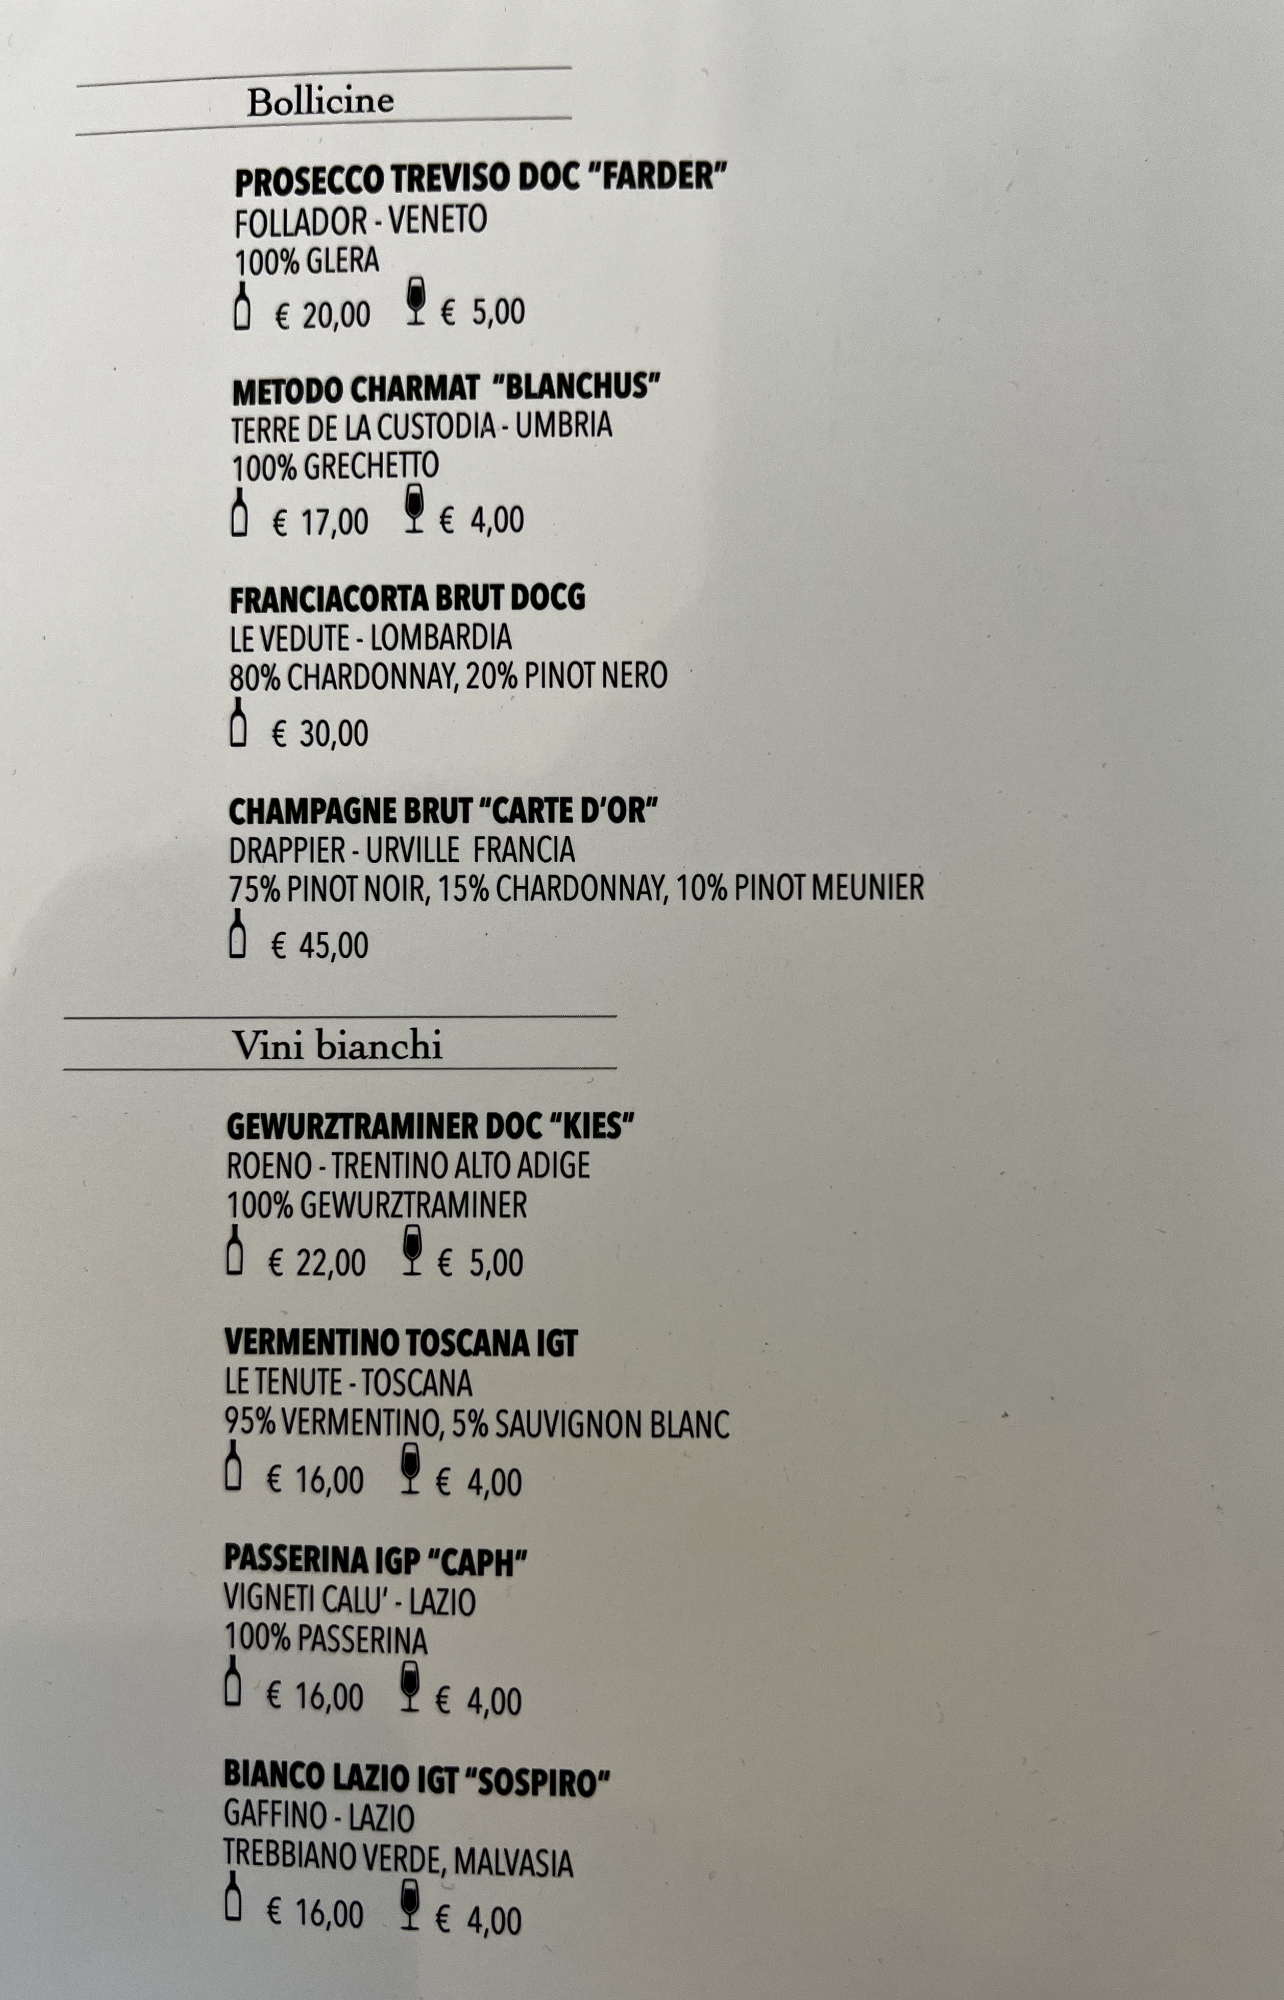 Bollicine
PROSECCO TREVISO DOC "FARDER"
FOLLADOR - VENETO
100% GLERA
€ 20,00 € 5,00
METODO CHARMAT "BLANCHUS"
TERRE DE LA CUSTODIA - UMBRIA
100% GRECHETTO
€ 17,00 € 4,00
FRANCIACORTA BRUT DOCG
LE VEDUTE - LOMBARDIA
80% CHARDONNAY, 20% PINOT NERO
€ 30,00
CHAMPAGNE BRUT "CARTE D'OR"
DRAPPIER - URVILLE FRANCIA
75% PINOT NOIR, 15% CHARDONNAY, 10% PINOT MEUNIER
€ 45,00
Vini bianchi
GEWURZTRAMINER DOC "KIES"
ROENO - TRENTINO ALTO ADIGE
100% GEWURZTRAMINER
€ 22,00 € 5,00
VERMENTINO TOSCANA IGT
LE TENUTE - TOSCANA
95% VERMENTINO, 5% SAUVIGNON BLANC
€ 16,00 € 4,00
PASSERINA IGP "CAPH"
VIGNETI CALU' - LAZIO
100% PASSERINA
€ 16,00 € 4,00
BIANCO LAZIO IGT "SOSPIRO"
GAFFINO - LAZIO
TREBBIANO VERDE, MALVASIA
€ 16,00 € 4,00